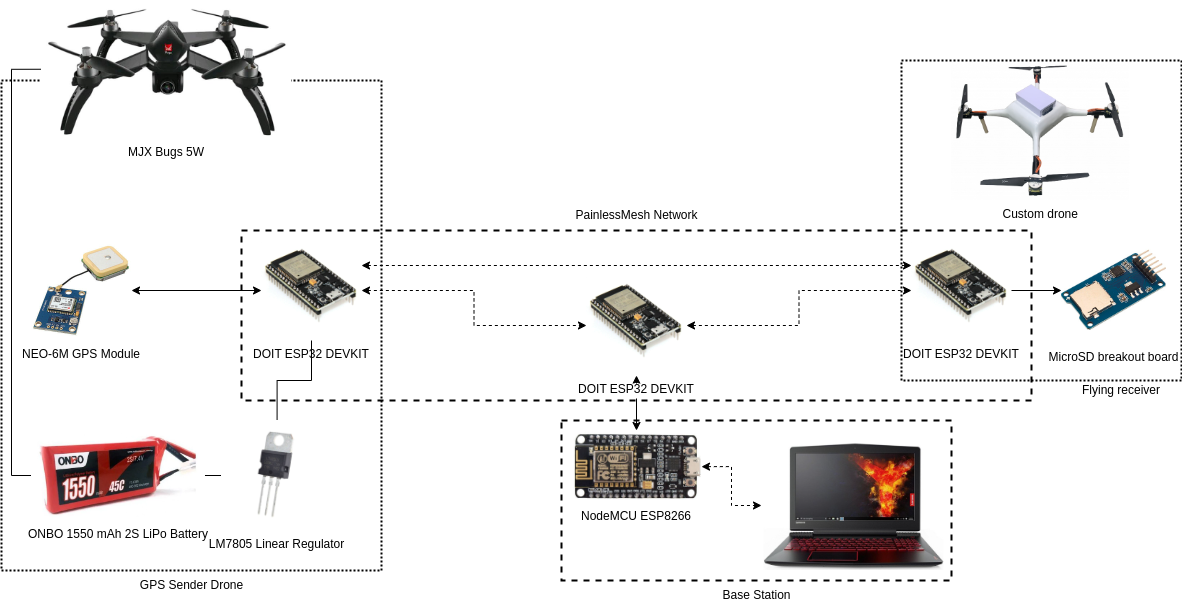 MJX Bugs 5W
Custom drone
PainlessMesh Network
NEO-6M GPS Module
DOIT ESP32 DEVKIT
DOIT ESP32 DEVKIT
DOIT ESP32 DEVKIT
MicroSD breakout board
Flying receiver
ONBO
1550
45C
ONBO 1550 mAh 2S LiPo Battery
LM7805 Linear Regulator
NodeMCU ESP8266
GPS Sender Drone
Base Station